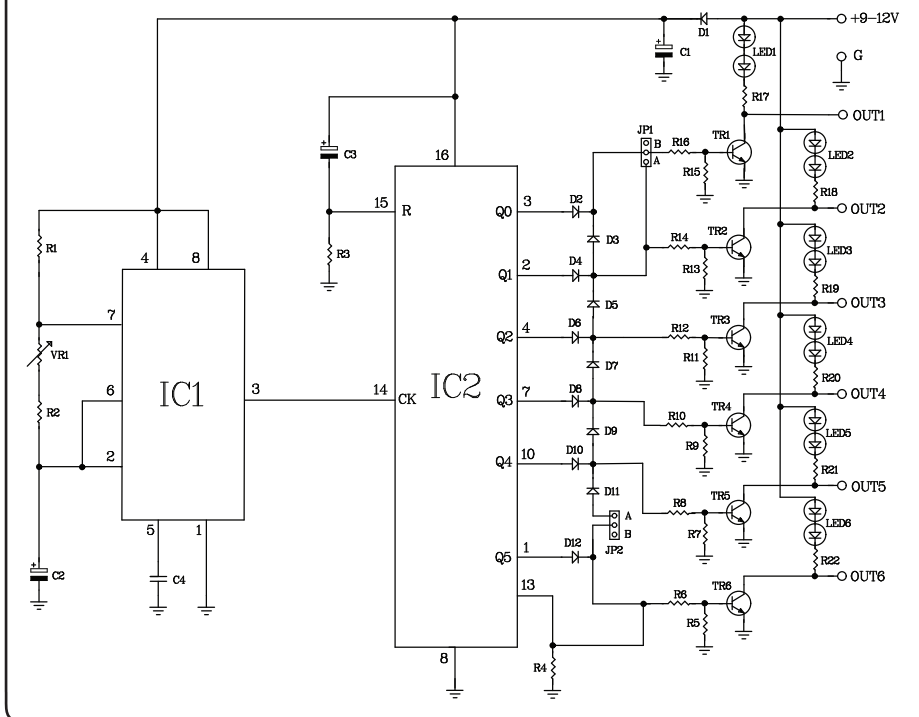 +9-12V
D1
C1
LED1
G
R17
OUT1
JP1
B
A
R16
TR1
R15
LED2
R18
OUT2
C3
16
15
R
R3
Q0
3
D2
D3
R14
TR2
R13
LED3
R19
OUT3
R1
4
8
Q1
2
D4
D5
7
VR1
Q2
4
D6
D7
R12
TR3
R11
LED4
R20
OUT4
6
IC1
3
14
CK
IC2
Q3
7
D8
D9
R10
TR4
R9
LED5
R21
OUT5
R2
2
Q4
10
D10
D11
R8
TR5
R7
A
B
JP2
LED6
R22
OUT6
5
1
C2
C4
Q5
1
D12
13
R6
TR6
R5
8
R4